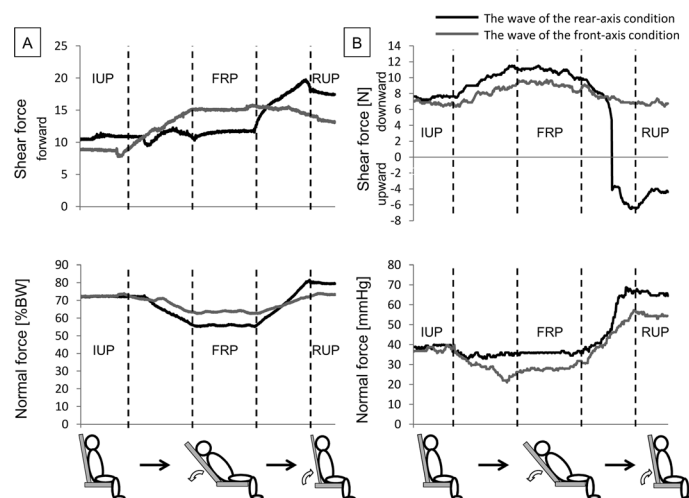 The wave of the rear-axis condition
The wave of the front-axis condition
A
Shear force
forward
25
20
15
10
5
0
IUP
FRP
RUP
B
Shear force [N]
upward
downward
14
12
10
8
6
4
2
0
-2
-4
-6
-8
IUP
FRP
RUP
Normal force [%BW]
90
80
70
60
50
40
30
20
10
0
IUP
FRP
RUP
Normal force [mmHg]
80
70
60
50
40
30
20
10
0
IUP
FRP
RUP